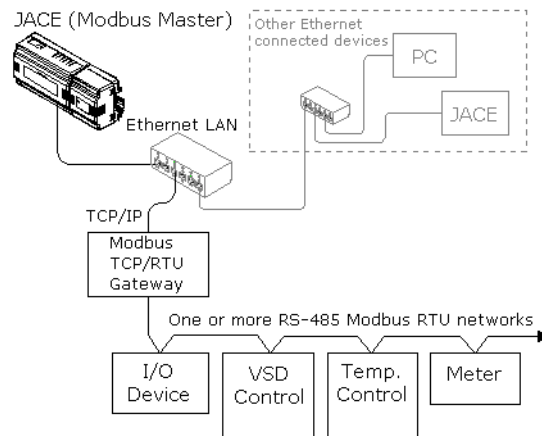 JACE (Modbus Master)
Other Ethernet
connected devices
PC
JACE
Ethernet LAN
TCP/IP
Modbus
TCP/RTU
Gateway
One or more RS-485 Modbus RTU networks
I/O
Device
VSD
Control
Temp.
Control
Meter